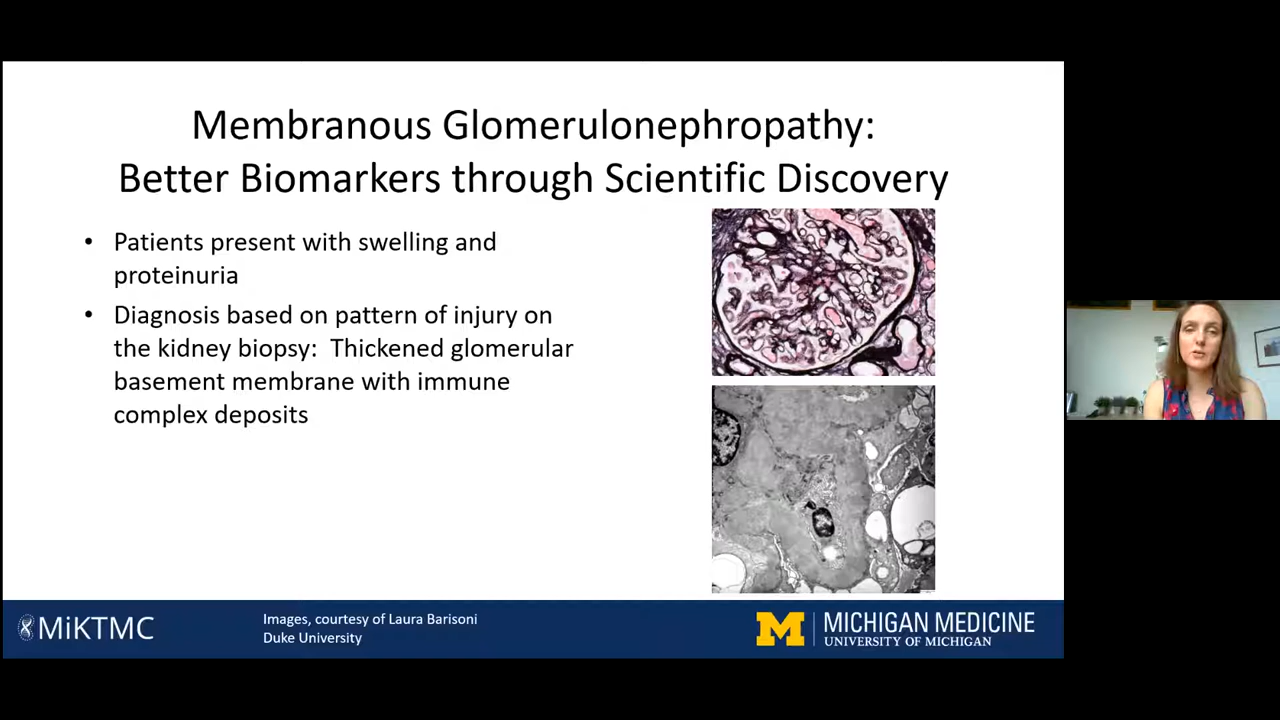 Membranous Glomerulonephropathy:
Better Biomarkers through Scientific Discovery
• Patients present with swelling and
proteinuria
• Diagnosis based on pattern of injury on
the kidney biopsy:  Thickened glomerular
basement membrane with immune
complex deposits
MiKTMC
Images, courtesy of Laura Barisoni
Duke University
M
MICHIGAN MEDICINE
UNIVERSITY OF MICHIGAN